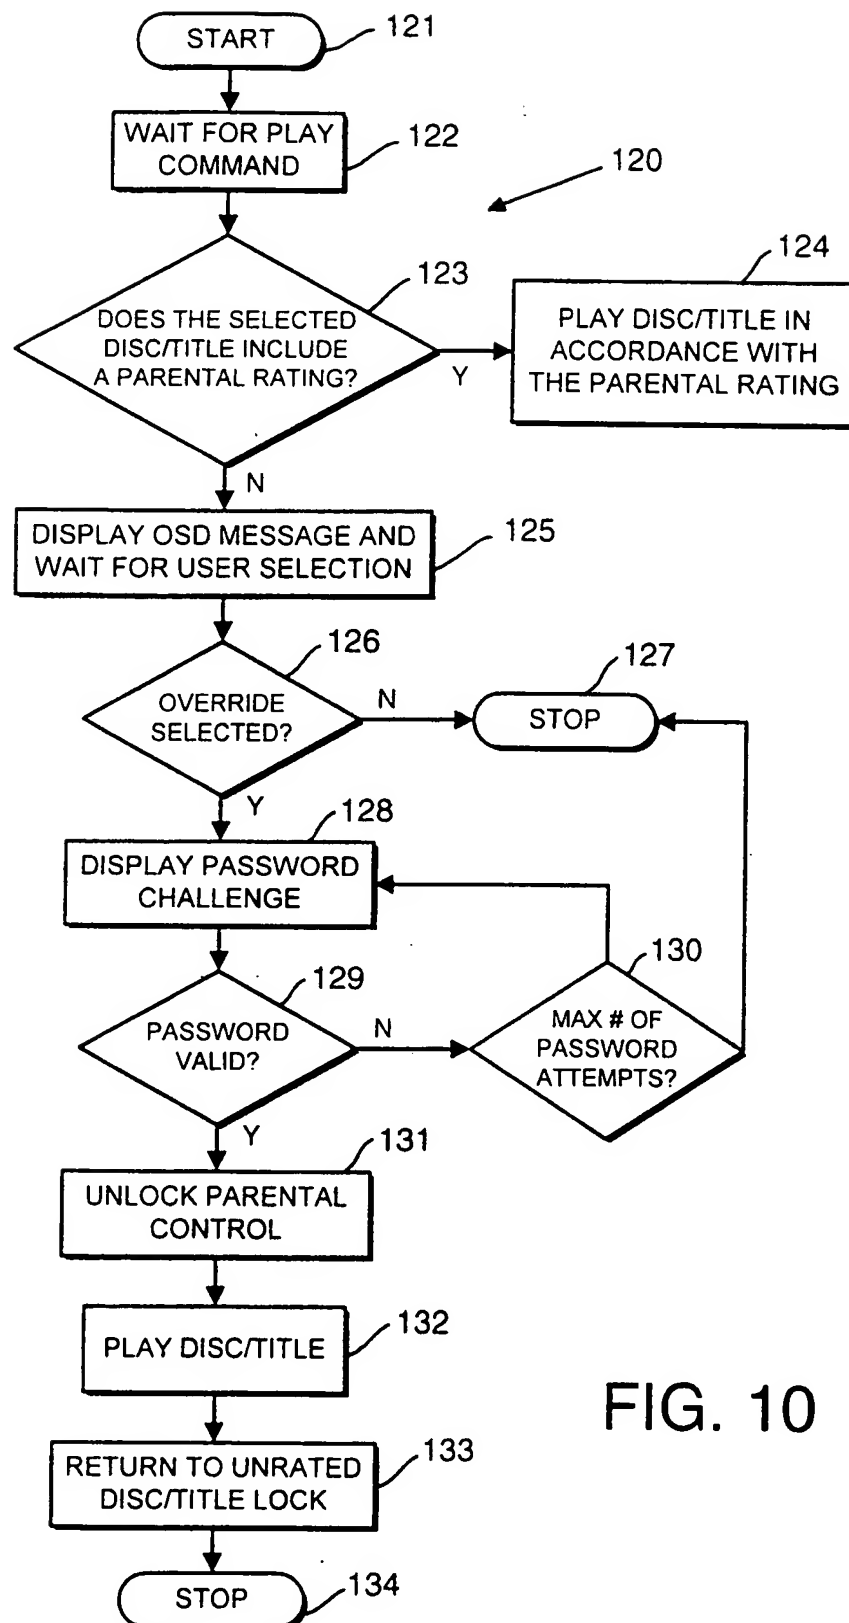 START
121
WAIT FOR PLAY
COMMAND
122
120
123
DOES THE SELECTED
DISC/TITLE INCLUDE
A PARENTAL RATING?
Y
124
PLAY DISC/TITLE IN
ACCORDANCE WITH
THE PARENTAL RATING
N
DISPLAY OSD MESSAGE AND
WAIT FOR USER SELECTION
125
126
OVERRIDE
SELECTED?
N
127
STOP
Y
128
DISPLAY PASSWORD
CHALLENGE
129
PASSWORD
VALID?
N
130
MAX # OF
PASSWORD
ATTEMPTS?
Y
131
UNLOCK PARENTAL
CONTROL
PLAY DISC/TITLE
132
RETURN TO UNRATED
DISC/TITLE LOCK
133
STOP
134
FIG. 10